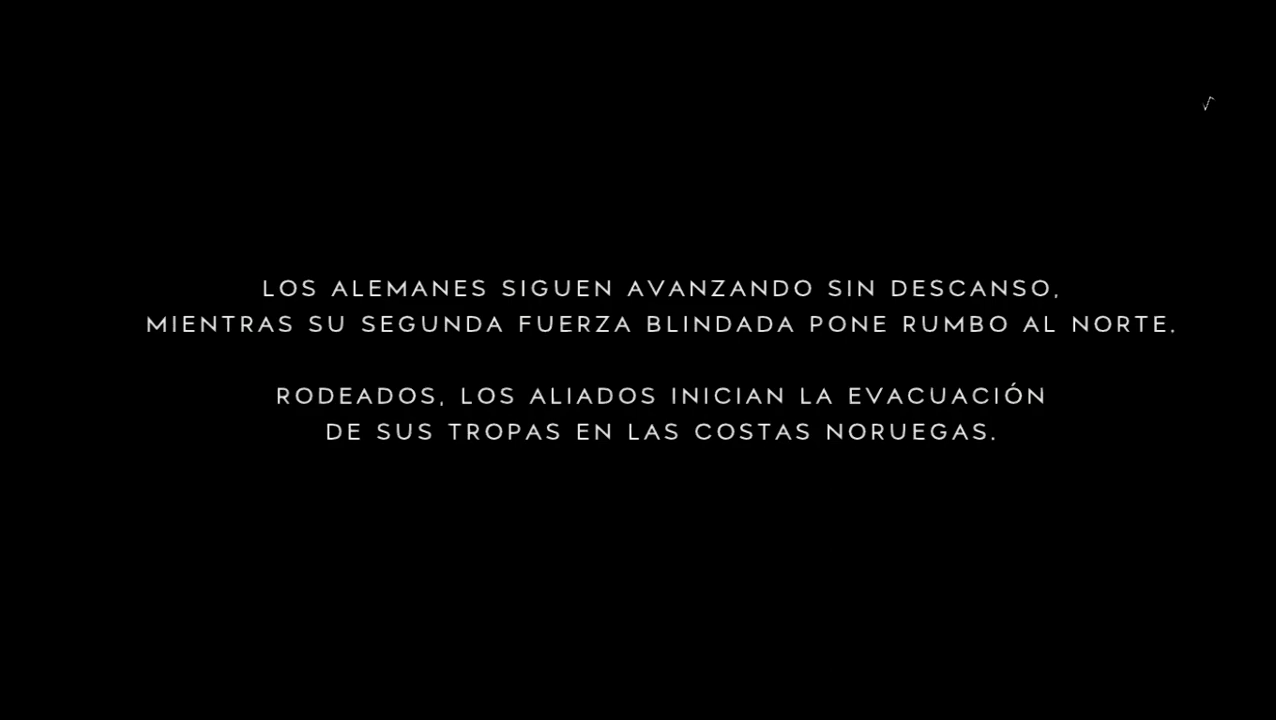 LOS ALEMANES SIGUEN AVANZANDO SIN DESCANSO,
MIENTRAS SU SEGUNDA FUERZA BLINDADA PONE RUMBO AL NORTE.
RODEADOS, LOS ALIADOS INICIAN LA EVACUACIÓN
DE SUS TROPAS EN LAS COSTAS NORUEGAS.